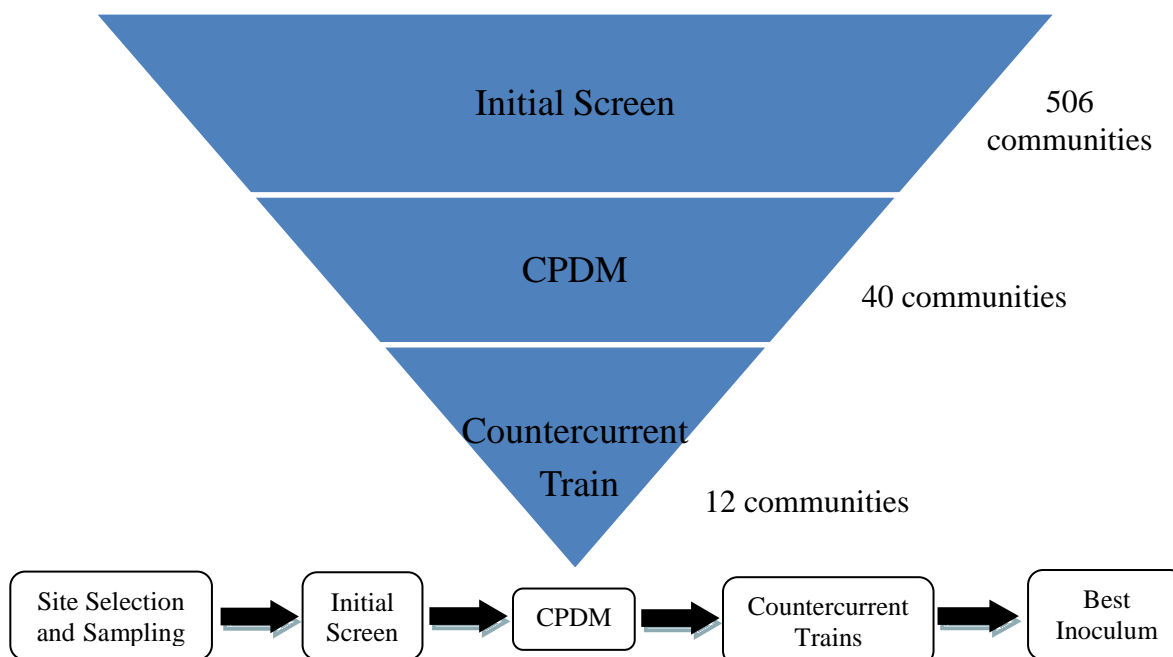 Initial Screen
506
communities
CPDM
40 communities
Countercurrent
Train
12 communities
Site Selection
and Sampling
Initial
Screen
CPDM
Countercurrent
Trains
Best
Inoculum